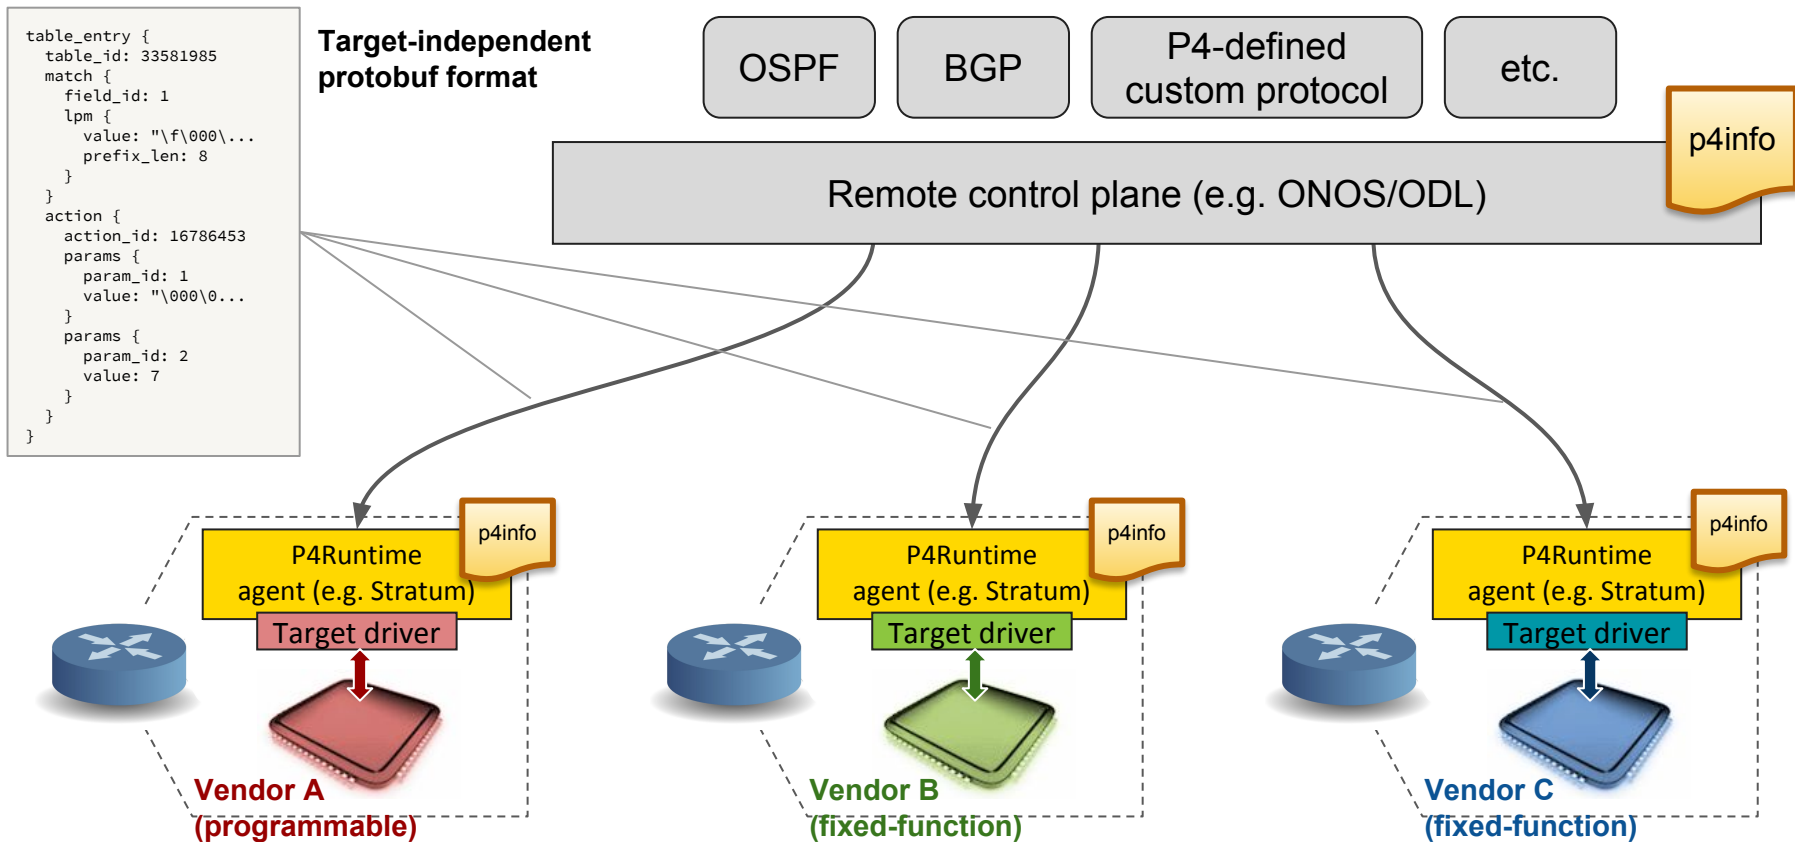 table_entry {
table_id: 33581985
match {
field_id: 1
lpm {
value: "\f\000\...
prefix_len: 8
}
}
action {
action_id: 16786453
params {
param_id: 1
value: "\000\0...
}
params {
param_id: 2
value: 7
}
}
}
Target-independent
protobuf format
OSPF
BGP
P4-defined
custom protocol
etc.
p4info
Remote control plane (e.g. ONOS/ODL)
p4info
P4Runtime
agent (e.g. Stratum)
Target driver
Vendor A
(programmable)
p4info
P4Runtime
agent (e.g. Stratum)
Target driver
Vendor B
(fixed-function)
p4info
P4Runtime
agent (e.g. Stratum)
Target driver
Vendor C
(fixed-function)